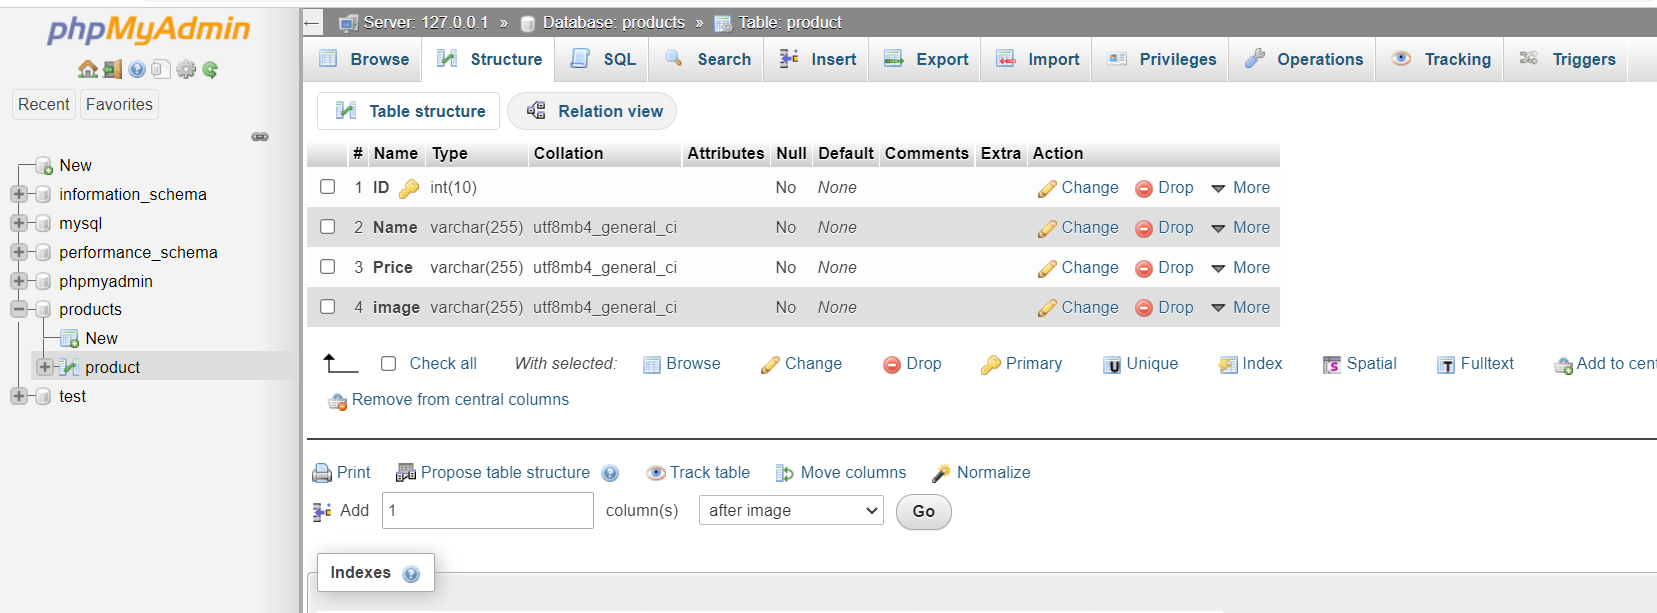 phpMyAdmin
Recent Favorites
New
information_schema
mysql
performance_schema
phpmyadmin
products
New
product
test
Server: 127.0.0.1 » Database: products » Table: product
Browse Structure SQL Search Insert Export Import Privileges Operations Tracking Triggers
Table structure Relation view
# Name Type Collation Attributes Null Default Comments Extra Action
1 ID int(10) No None Change Drop More
2 Name varchar(255) utf8mb4_general_ci No None Change Drop More
3 Price varchar(255) utf8mb4_general_ci No None Change Drop More
4 image varchar(255) utf8mb4_general_ci No None Change Drop More
Check all With selected: Browse Change Drop Primary Unique Index Spatial Fulltext Add to cent
Remove from central columns
Print Propose table structure Track table Move columns Normalize
Add 1 column(s) after image Go
Indexes